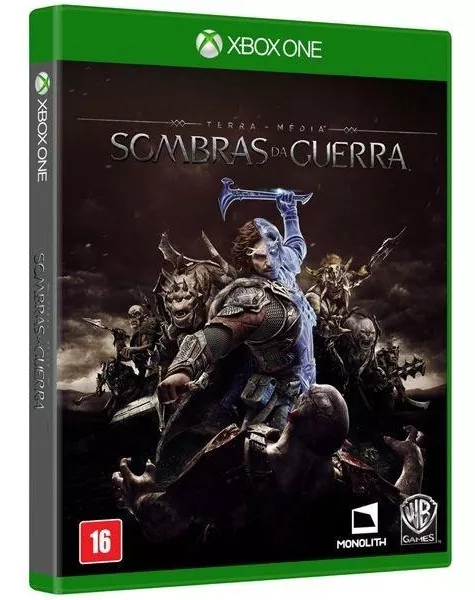 XBOX ONE
XBOX ONE
TERRA-MÉDIA
SOMBRAS DA GUERRA
SOMBRAS DA GUERRA
16
MONOLITH
WB
GAMES